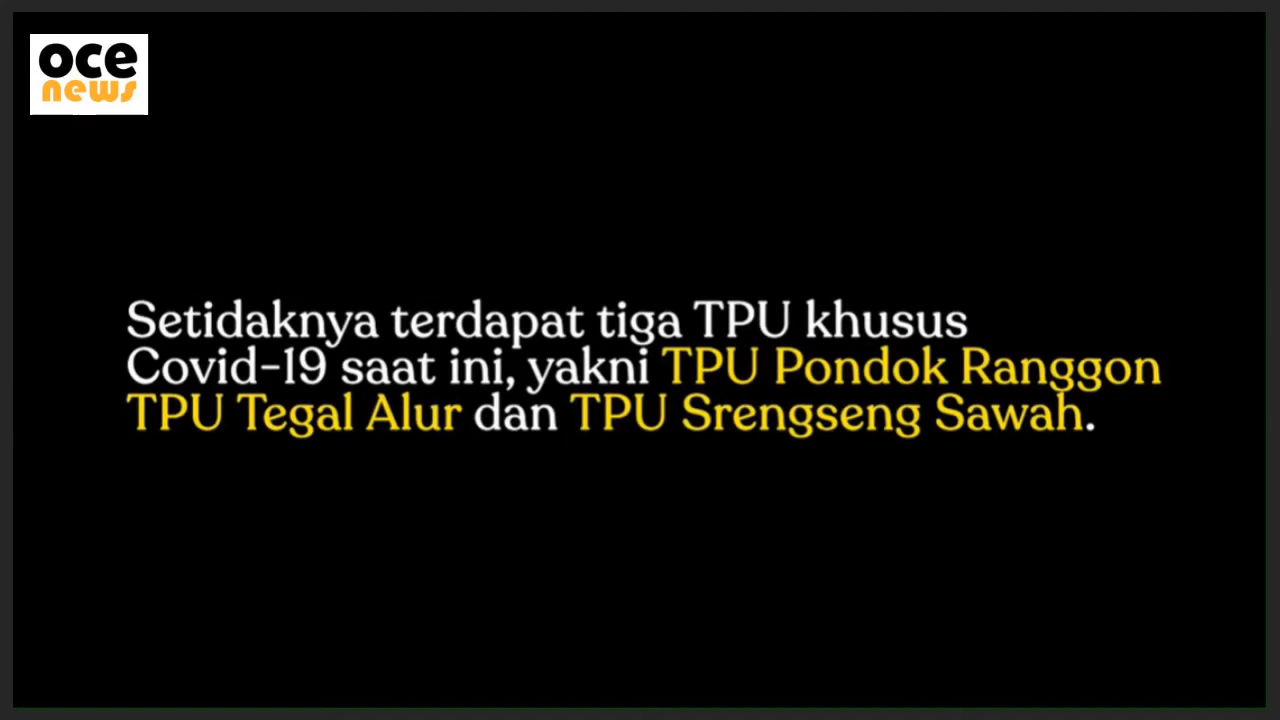 oce
news
Setidaknya terdapat tiga TPU khusus
Covid-19 saat ini, yakni TPU Pondok Ranggon
TPU Tegal Alur dan TPU Srengseng Sawah.